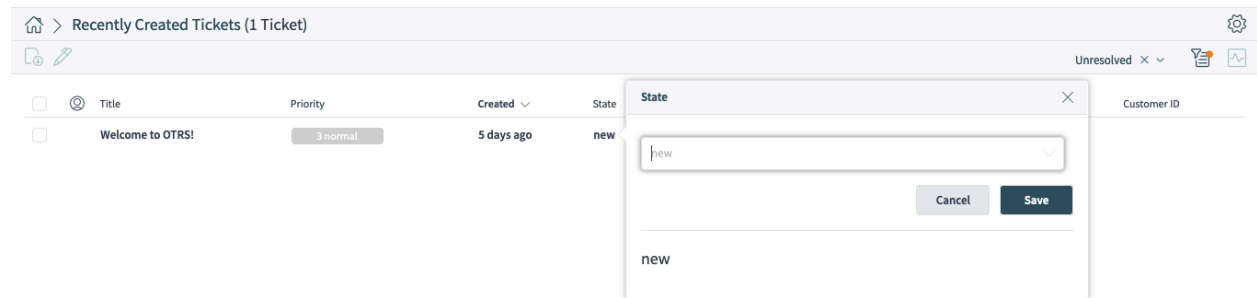 Recently Created Tickets (1 Ticket)
Unresolved
Title Priority Created State Customer ID
Welcome to OTRS! 3 normal 5 days ago new
State
new
Cancel Save
new